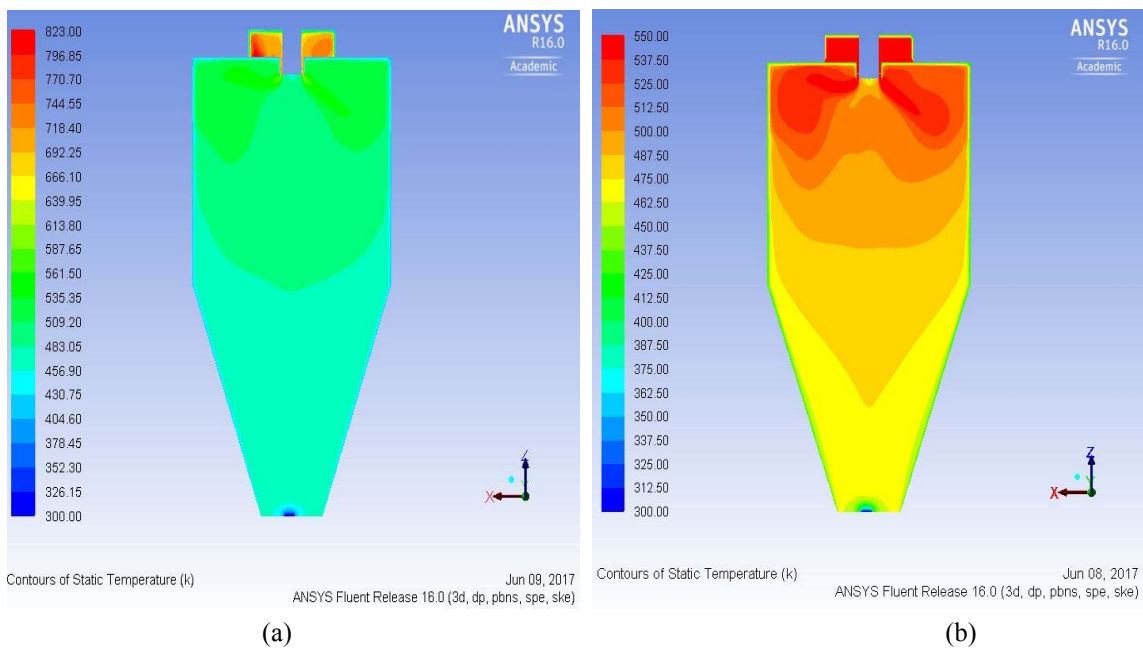 823.00
796.85
770.70
744.55
718.40
692.25
666.10
639.95
613.80
587.65
561.50
535.35
509.20
483.05
456.90
430.75
404.60
378.45
352.30
326.15
300.00
ANSYS
R16.0
Academic
Z
Y
X
Contours of Static Temperature (k)
Jun 09, 2017
ANSYS Fluent Release 16.0 (3d, dp, pbns, spe, ske)
(a)
550.00
537.50
525.00
512.50
500.00
487.50
475.00
462.50
450.00
437.50
425.00
412.50
400.00
387.50
375.00
362.50
350.00
337.50
325.00
312.50
300.00
ANSYS
R16.0
Academic
Z
Y
X
Contours of Static Temperature (k)
Jun 08, 2017
ANSYS Fluent Release 16.0 (3d, dp, pbns, spe, ske)
(b)